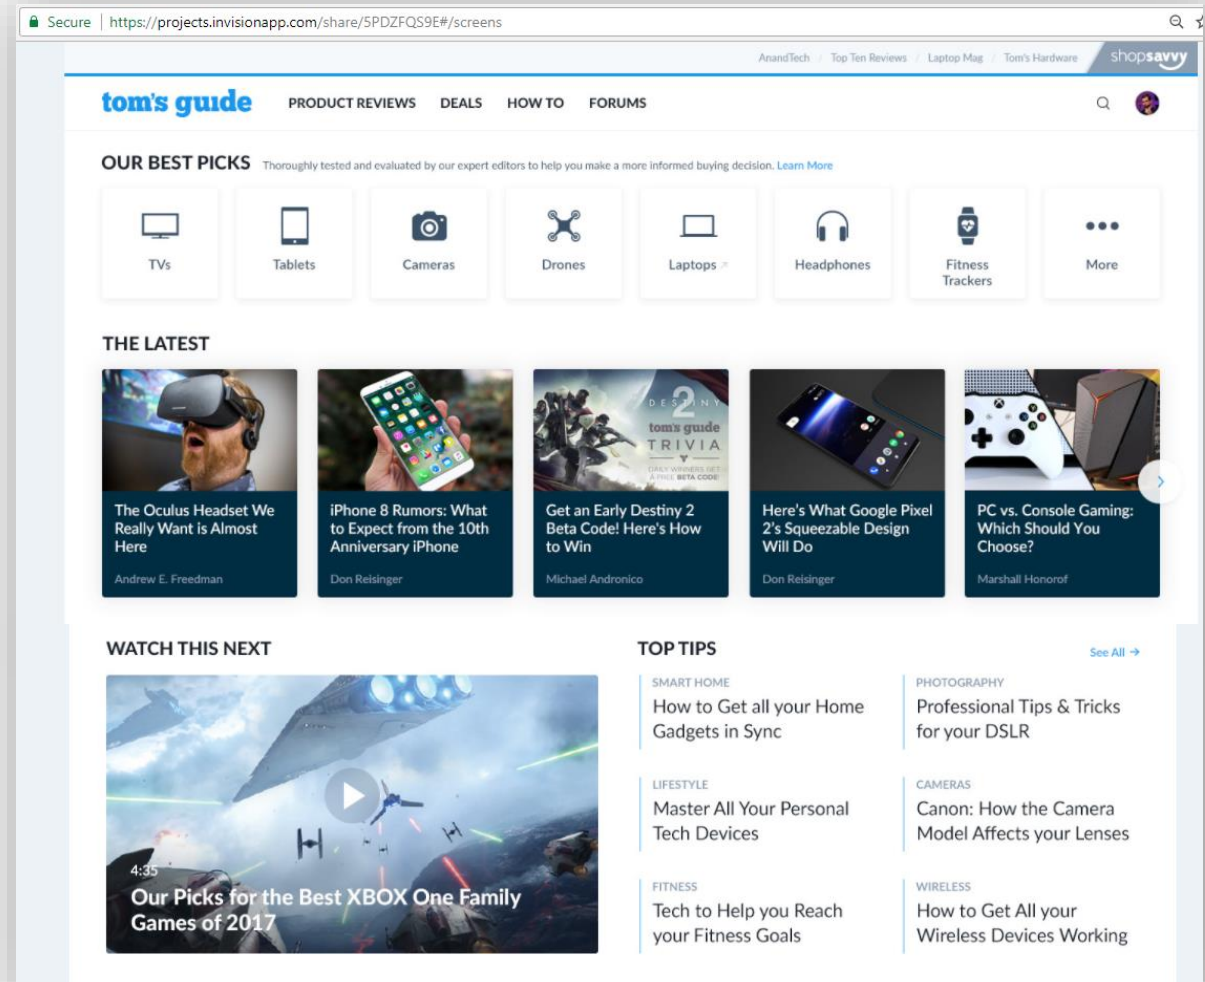 Secure | https://projects.invisionapp.com/share/5PDZFQS9E#/screens
AnandTech / Top Ten Reviews / Laptop Mag / Tom's Hardware
shopsavvy
tom's guide
PRODUCT REVIEWS DEALS HOW TO FORUMS
OUR BEST PICKS Thoroughly tested and evaluated by our expert editors to help you make a more informed buying decision. Learn More
TVs
Tablets
Cameras
Drones
Laptops
Headphones
Fitness
Trackers
More
THE LATEST
DESTINY
2
tom's guide
TRIVIA
DAILY WINNERS GET
A FREE BETA CODE!
The Oculus Headset We
Really Want is Almost
Here
Andrew E. Freedman
iPhone 8 Rumors: What
to Expect from the 10th
Anniversary iPhone
Don Reisinger
Get an Early Destiny 2
Beta Code! Here's How
to Win
Michael Andronico
Here's What Google Pixel
2's Squeezable Design
Will Do
Don Reisinger
PC vs. Console Gaming:
Which Should You
Choose?
Marshall Honorof
WATCH THIS NEXT
4:35
Our Picks for the Best XBOX One Family
Games of 2017
TOP TIPS
See All →
SMART HOME
How to Get all your Home
Gadgets in Sync
PHOTOGRAPHY
Professional Tips & Tricks
for your DSLR
LIFESTYLE
Master All Your Personal
Tech Devices
CAMERAS
Canon: How the Camera
Model Affects your Lenses
FITNESS
Tech to Help you Reach
your Fitness Goals
WIRELESS
How to Get All your
Wireless Devices Working